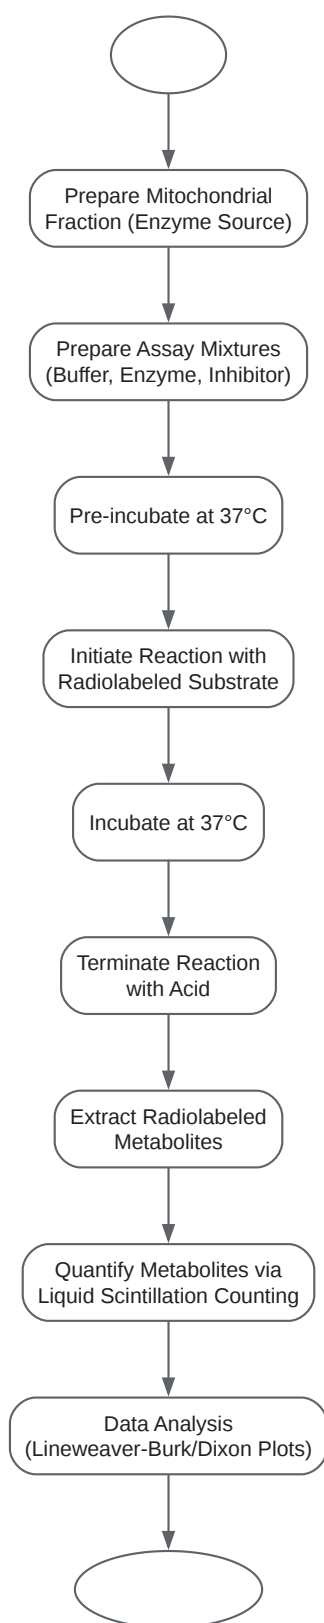 Prepare Mitochondrial
Fraction (Enzyme Source)
Prepare Assay Mixtures
(Buffer, Enzyme, Inhibitor)
Pre-incubate at 37°C
Initiate Reaction with
Radiolabeled Substrate
Incubate at 37°C
Terminate Reaction
with Acid
Extract Radiolabeled
Metabolites
Quantify Metabolites via
Liquid Scintillation Counting
Data Analysis
(Lineweaver-Burk/Dixon Plots)